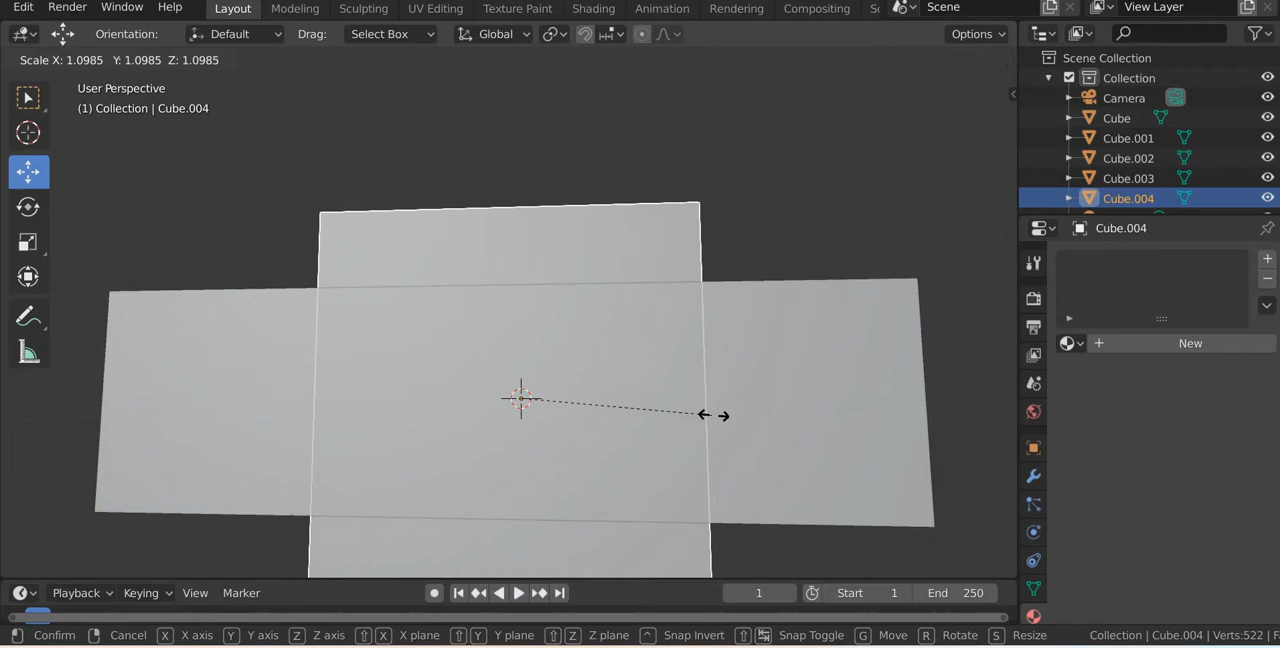 Edit Render Window Help Layout Modeling Sculpting UV Editing Texture Paint Shading Animation Rendering Compositing Sc Scene View Layer
Orientation: Default Drag: Select Box Global Options
Scale X: 1.0985 Y: 1.0985 Z: 1.0985
User Perspective
(1) Collection | Cube.004
Scene Collection
Collection
Camera
Cube
Cube.001
Cube.002
Cube.003
Cube.004
Cube.004
New
Playback Keying View Marker 1 Start 1 End 250
X X axis Y Y axis Z Z axis X X plane Y Y plane Z Z plane Snap Invert Snap Toggle G Move R Rotate S Resize Confirm Cancel Collection | Cube.004 | Verts:522 | F